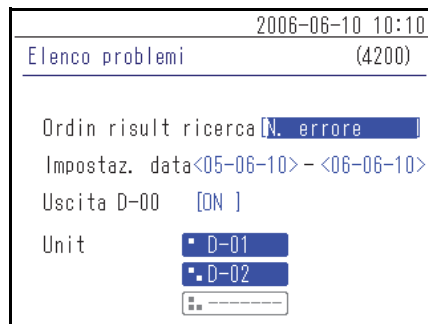 2006-06-10 10:10
Elenco problemi (4200)
Ordin risult ricerca[N. errore ]
Impostaz. data<05-06-10>-<06-06-10>
Uscita D-00 [ON ]
Unit D-01
D-02
-------